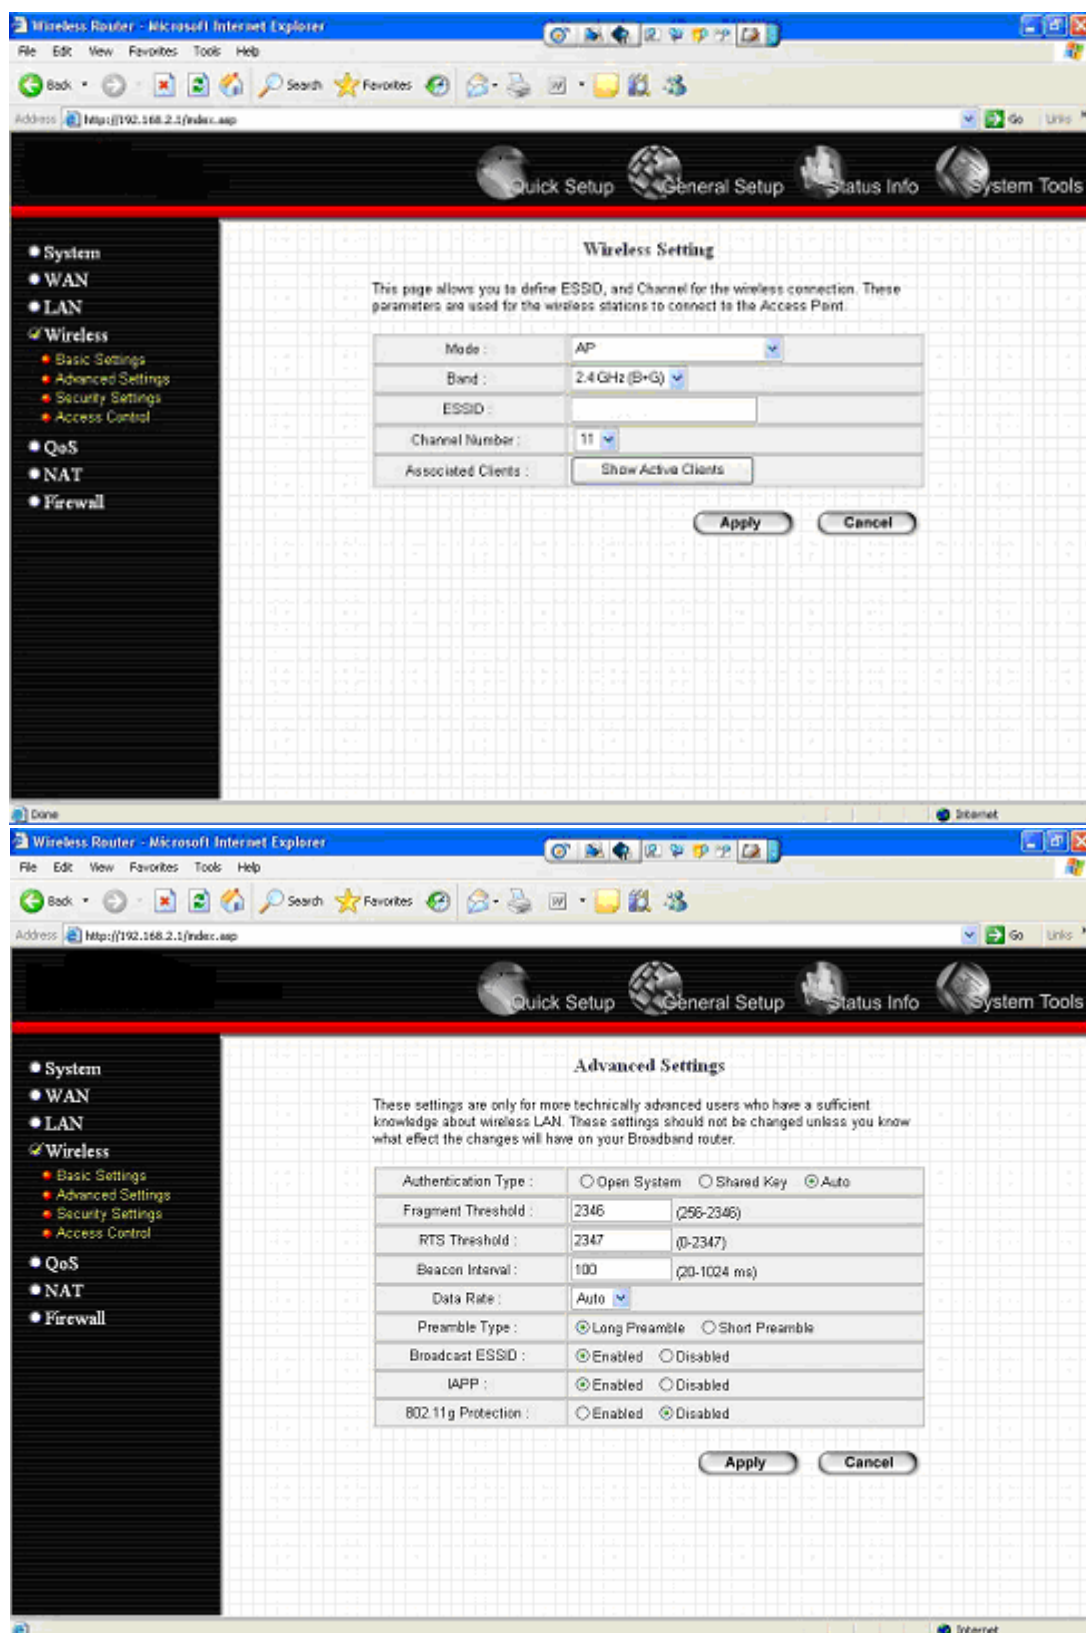 Wireless Router - Microsoft Internet Explorer
File Edit View Favorites Tools Help
Back Search Favorites
Address http://192.168.2.1/index.asp Go Links
Quick Setup General Setup Status Info System Tools
System
WAN
LAN
Wireless
Basic Settings
Advanced Settings
Security Settings
Access Control
QoS
NAT
Firewall
Wireless Setting
This page allows you to define ESSID, and Channel for the wireless connection. These
parameters are used for the wireless stations to connect to the Access Point.
Mode : AP
Band : 2.4 GHz (B+G)
ESSID :
Channel Number : 11
Associated Clients : Show Active Clients
Apply Cancel
Done Internet
Wireless Router - Microsoft Internet Explorer
File Edit View Favorites Tools Help
Back Search Favorites
Address http://192.168.2.1/index.asp Go Links
Quick Setup General Setup Status Info System Tools
System
WAN
LAN
Wireless
Basic Settings
Advanced Settings
Security Settings
Access Control
QoS
NAT
Firewall
Advanced Settings
These settings are only for more technically advanced users who have a sufficient
knowledge about wireless LAN. These settings should not be changed unless you know
what effect the changes will have on your Broadband router.
Authentication Type : Open System Shared Key Auto
Fragment Threshold : 2346 (256-2346)
RTS Threshold : 2347 (0-2347)
Beacon Interval : 100 (20-1024 ms)
Data Rate : Auto
Preamble Type : Long Preamble Short Preamble
Broadcast ESSID : Enabled Disabled
IAPP : Enabled Disabled
802.11g Protection : Enabled Disabled
Apply Cancel
Internet